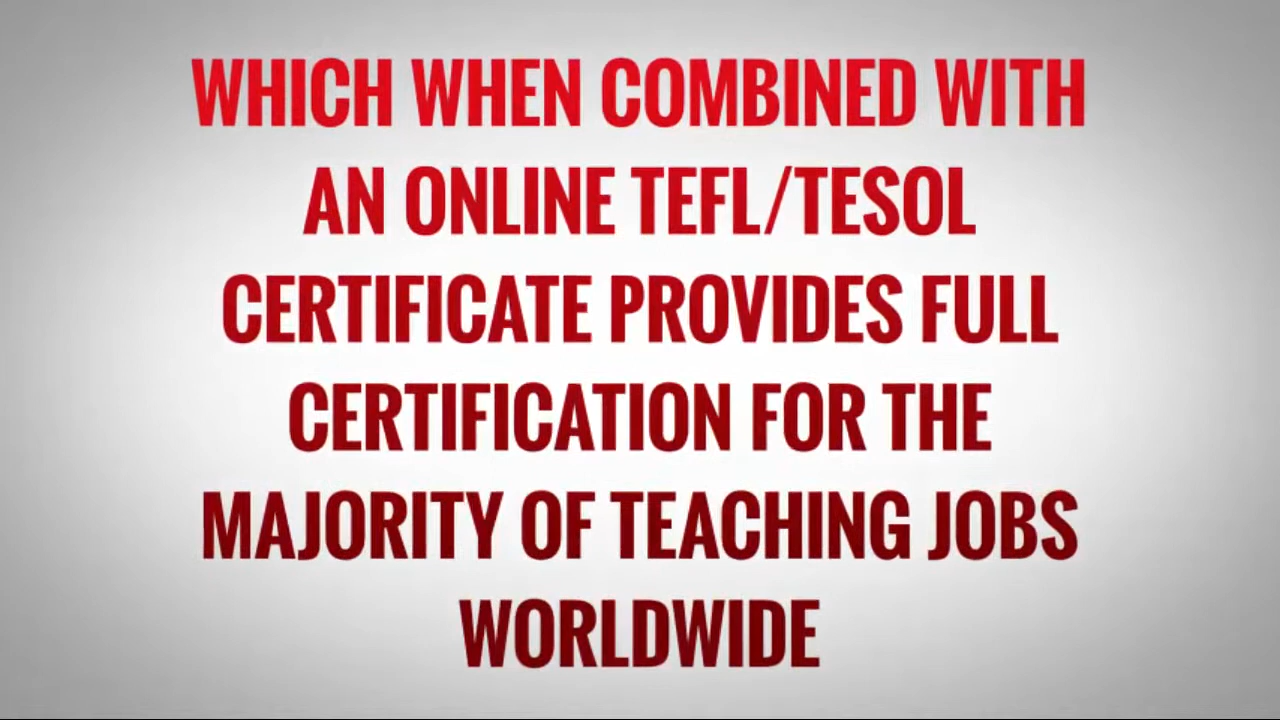 WHICH WHEN COMBINED WITH
AN ONLINE TEFL/TESOL
CERTIFICATE PROVIDES FULL
CERTIFICATION FOR THE
MAJORITY OF TEACHING JOBS
WORLDWIDE